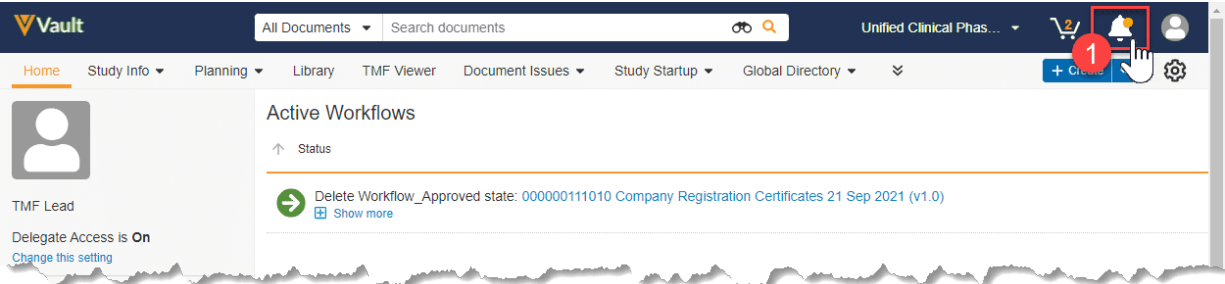 Vault
All Documents
Search documents
Unified Clinical Phas...
2
1
Home
Study Info
Planning
Library
TMF Viewer
Document Issues
Study Startup
Global Directory
+ Create
Active Workflows
Status
Delete Workflow_Approved state: 000000111010 Company Registration Certificates 21 Sep 2021 (v1.0)
Show more
TMF Lead
Delegate Access is On
Change this setting